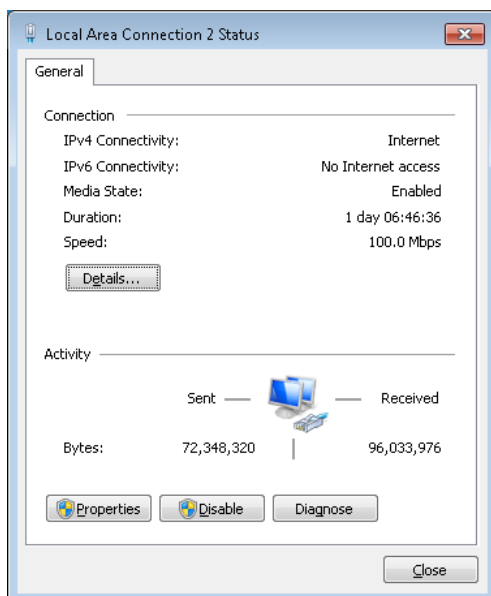 Local Area Connection 2 Status
General
Connection
IPv4 Connectivity: Internet
IPv6 Connectivity: No Internet access
Media State: Enabled
Duration: 1 day 06:46:36
Speed: 100.0 Mbps
Details...
Activity
Sent Received
Bytes: 72,348,320 96,033,976
Properties Disable Diagnose
Close